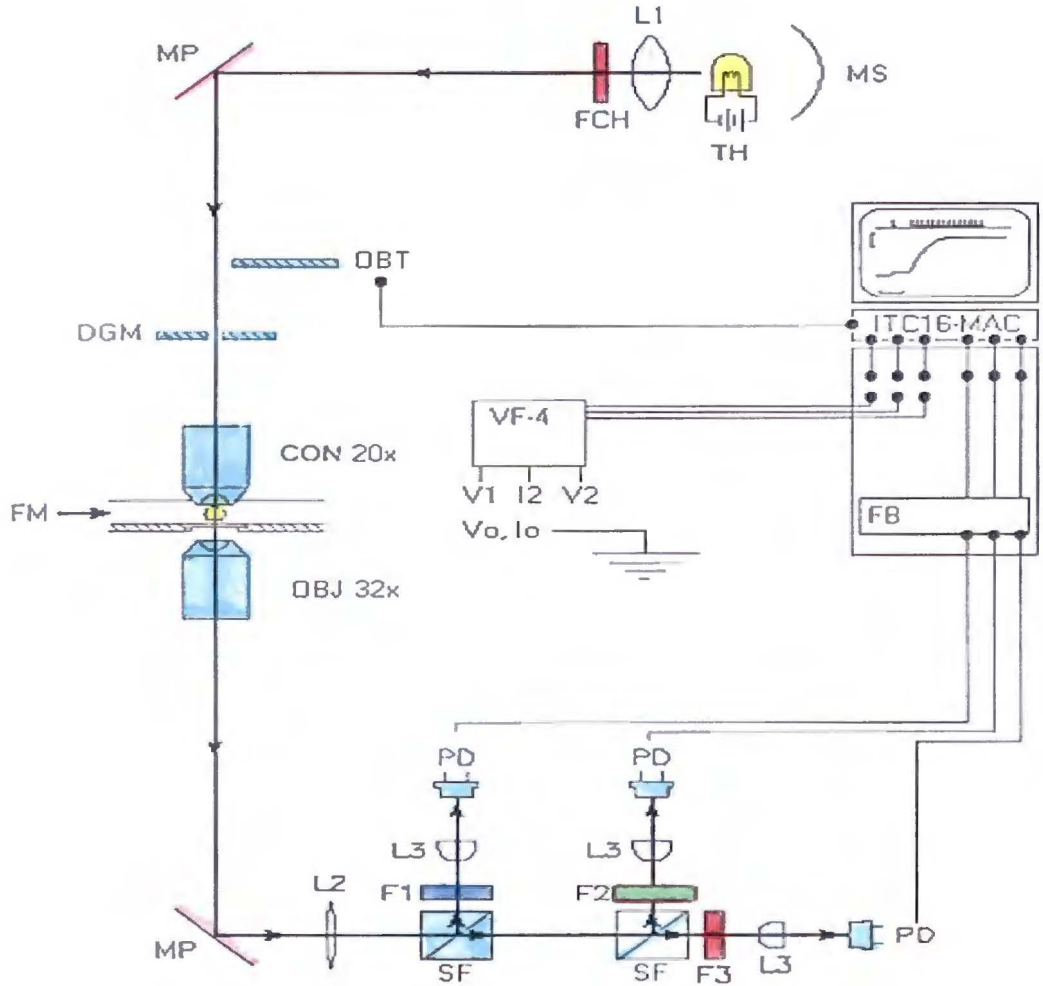 L1
MP
MS
FCH
TH
OBT
DGM
ITC16-MAC
VF-4
CON 20x
V1 I2 V2
FM
FB
Vo, Io
OBJ 32x
PD PD
L3 L3
L2
F1 F2
MP
SF SF F3 L3 PD